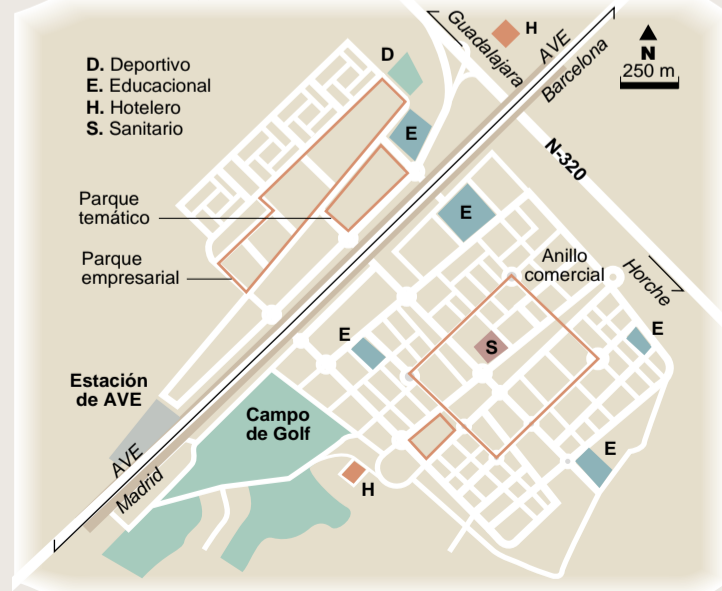 D. Deportivo
E. Educacional
H. Hotelero
S. Sanitario
Guadalajara
H
AVE
Barcelona
N
250 m
D
E
N-320
E
Parque
temático
Parque
empresarial
Anillo
comercial
Horche
E
E
S
Estación
de AVE
Campo
de Golf
E
AVE
Madrid
H